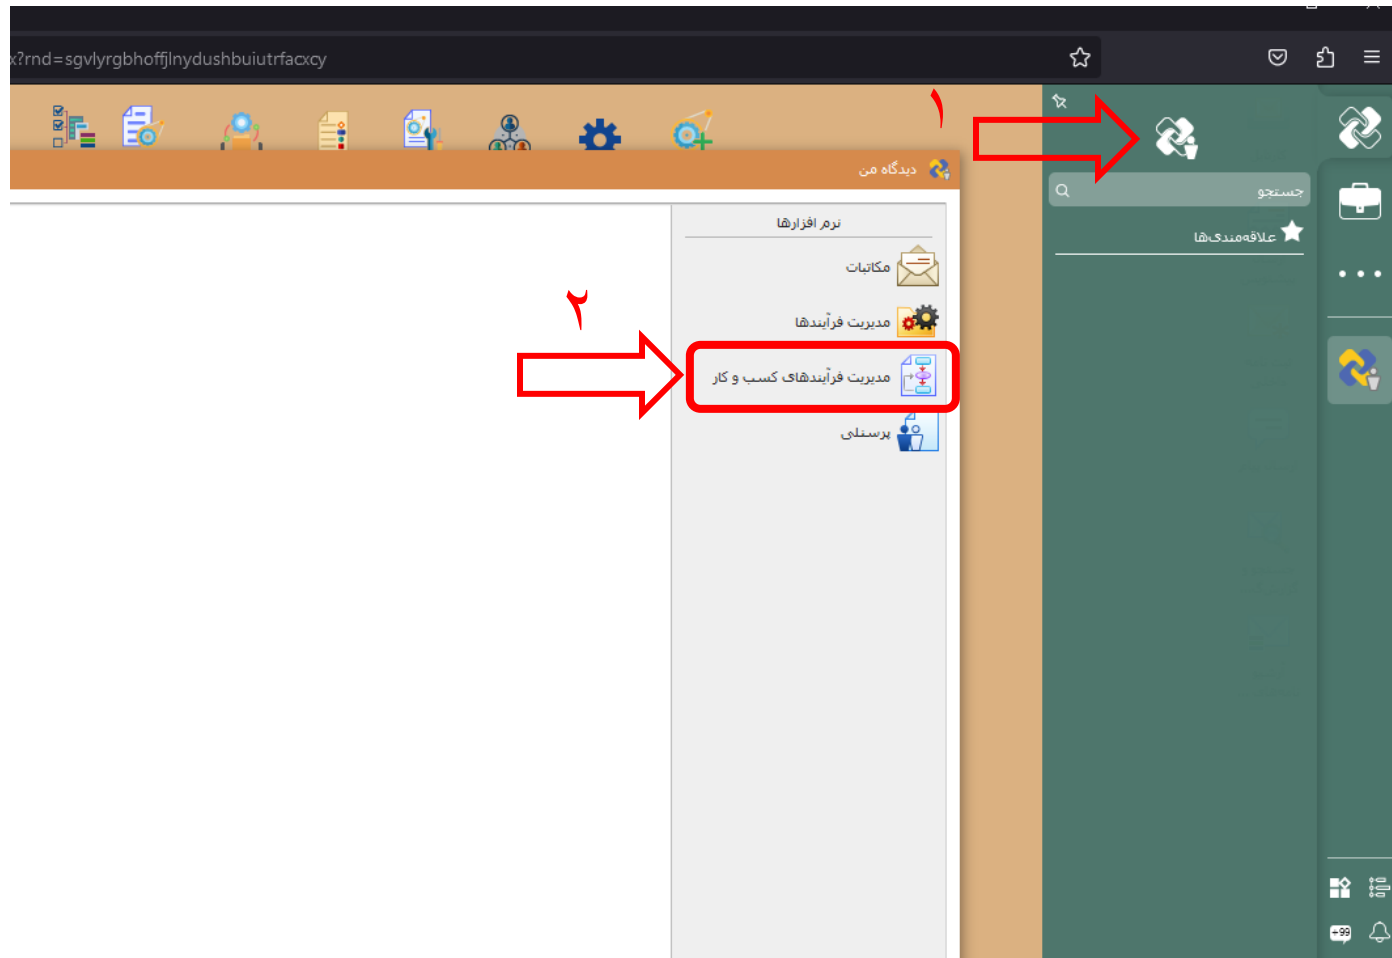 x?rnd=sgvlyrgbhoffjlnydushbuiutrfacxcy
۱
جستجو
علاقه‌مندی‌ها
دیدگاه من
نرم افزارها
مکاتبات
مدیریت فرآیندها
۲
مدیریت فرآیندهای کسب و کار
پرسنلی
+99